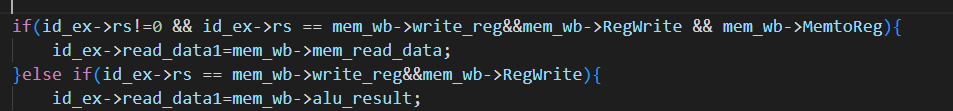 if(id_ex->rs!=0 && id_ex->rs == mem_wb->write_reg&&mem_wb->RegWrite && mem_wb->MemtoReg){
    id_ex->read_data1=mem_wb->mem_read_data;
}else if(id_ex->rs == mem_wb->write_reg&&mem_wb->RegWrite){
    id_ex->read_data1=mem_wb->alu_result;